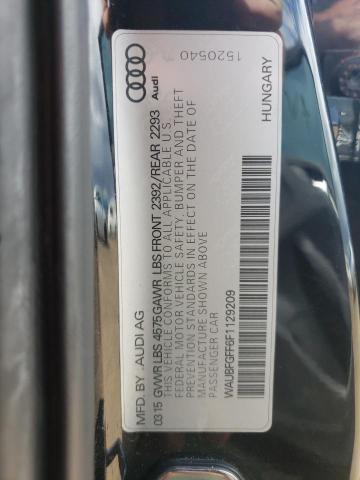 MFD. BY . AUDI AG
Audi
0315 GVWR LBS 4575 GAWR LBS FRONT 2392/REAR 2293
THIS VEHICLE CONFORMS TO ALL APPLICABLE U.S.
FEDERAL MOTOR VEHICLE SAFETY, BUMPER AND THEFT
PREVENTION STANDARDS IN EFFECT ON THE DATE OF
MANUFACTURE SHOWN ABOVE
PASSENGER CAR
WAUBFGFF6F1129209
HUNGARY
1520540